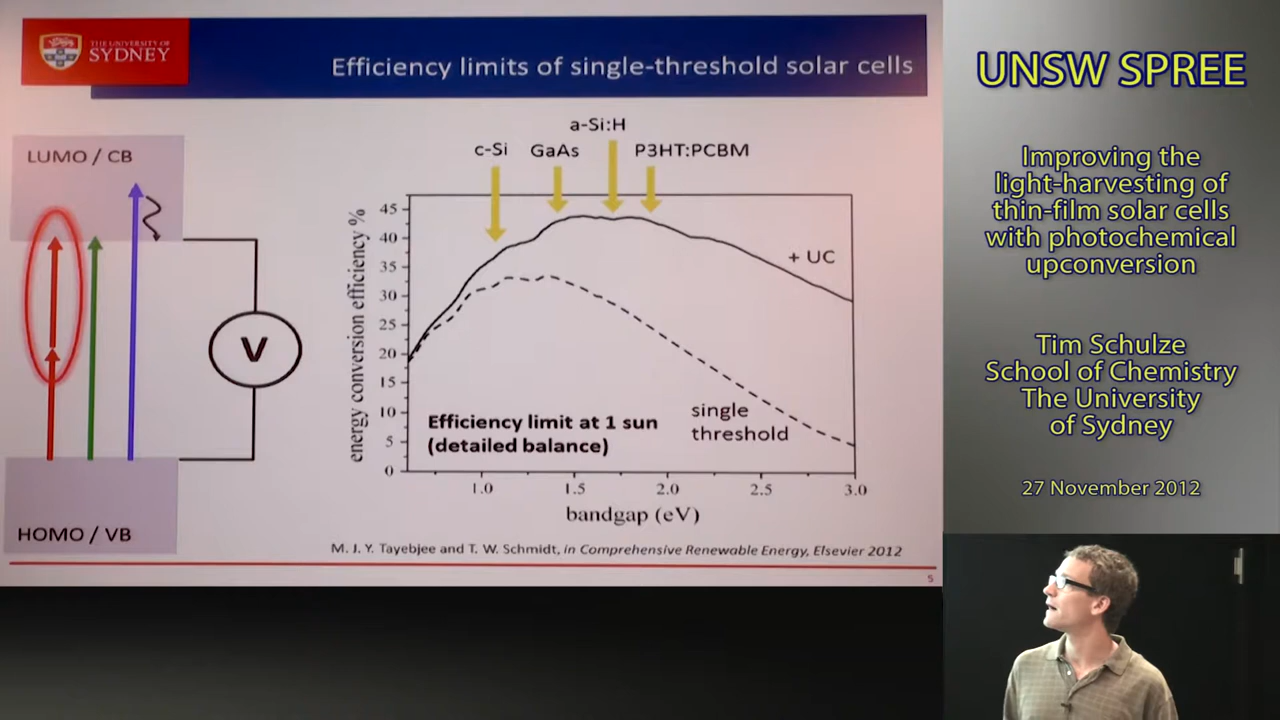 THE UNIVERSITY OF
SYDNEY
Efficiency limits of single-threshold solar cells
LUMO / CB
V
HOMO / VB
a-Si:H
c-Si
GaAs
P3HT:PCBM
energy conversion efficiency %
45
40
35
30
25
20
15
10
5
0
+ UC
single
threshold
Efficiency limit at 1 sun
(detailed balance)
1.0
1.5
2.0
2.5
3.0
bandgap (eV)
M. J. Y. Tayebjee and T. W. Schmidt, in Comprehensive Renewable Energy, Elsevier 2012
5
UNSW SPREE
Improving the
light-harvesting of
thin-film solar cells
with photochemical
upconversion
Tim Schulze
School of Chemistry
The University
of Sydney
27 November 2012